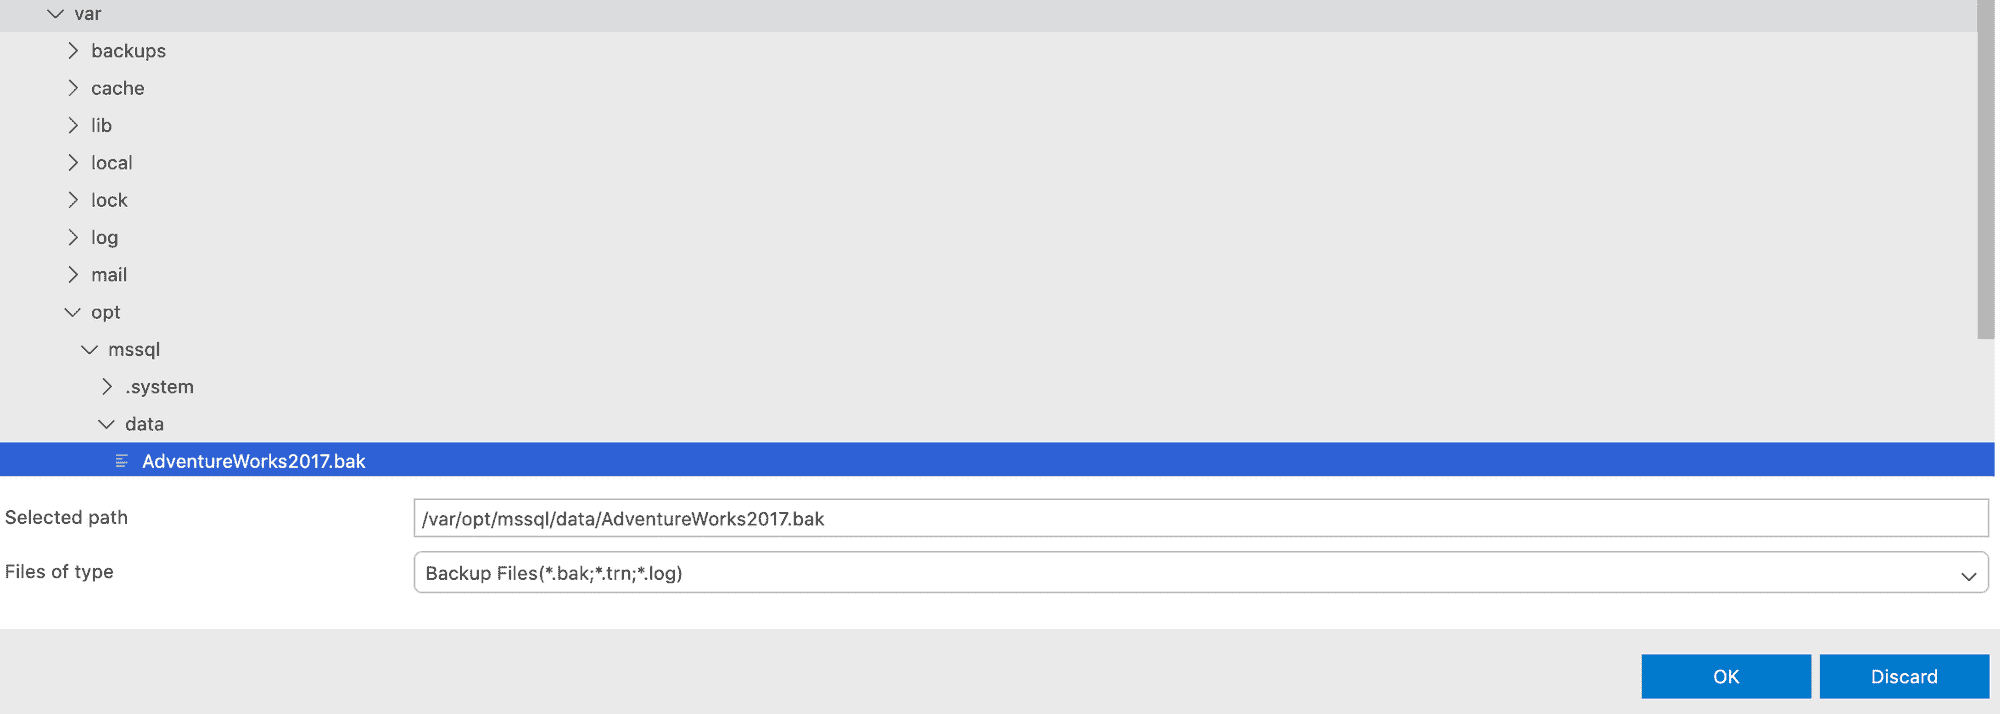 var
backups
cache
lib
local
lock
log
mail
opt
mssql
.system
data
AdventureWorks2017.bak
Selected path /var/opt/mssql/data/AdventureWorks2017.bak
Files of type Backup Files(*.bak;*.trn;*.log)
OK Discard